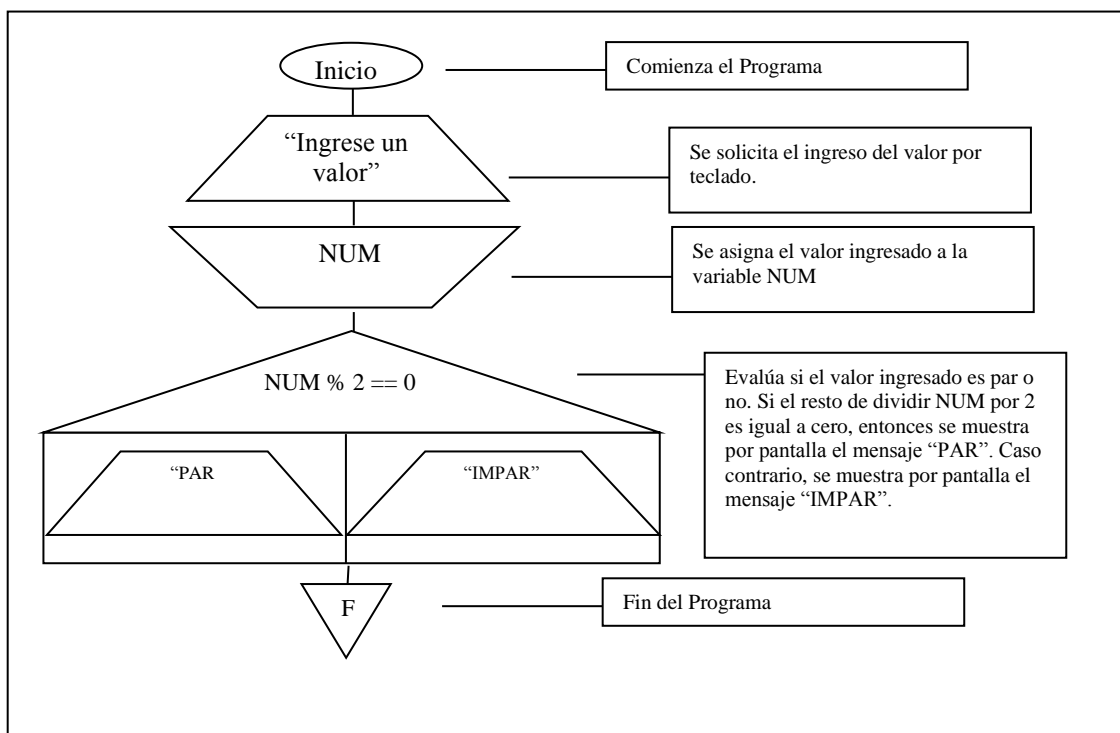 Inicio
Comienza el Programa
“Ingrese un
valor”
Se solicita el ingreso del valor por
teclado.
NUM
Se asigna el valor ingresado a la
variable NUM
NUM % 2 == 0
Evalúa si el valor ingresado es par o
no. Si el resto de dividir NUM por 2
es igual a cero, entonces se muestra
por pantalla el mensaje “PAR”. Caso
contrario, se muestra por pantalla el
mensaje “IMPAR”.
“PAR
“IMPAR”
F
Fin del Programa